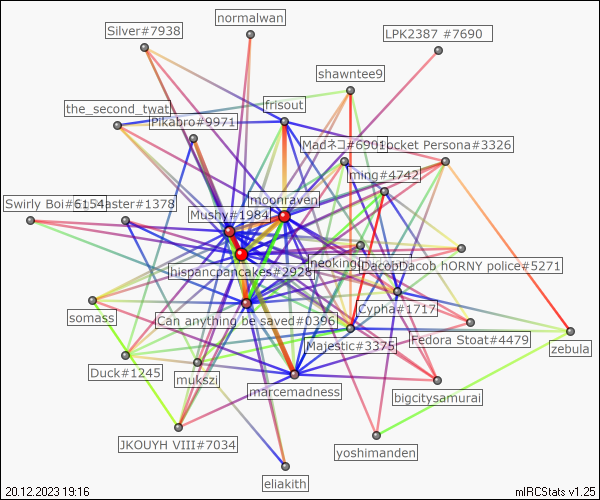 normalwan
Silver#7938
LPK2387 #7690
shawntee9
the_second_twat
frisout
Pikabro#9971
Madネコ#6901
ocket Persona#3326
ming#4742
moonraven
Swirly Boi#6154
aster#1378
Mushy#1984
hispancpancakes#2928
neokino
DacobDacob hORNY police#5271
somass
Can anything be saved#0396
Cypha#1717
Majestic#3375
Fedora Stoat#4479
zebula
Duck#1245
mukszi
marcemadness
bigcitysamurai
JKOUYH VIII#7034
yoshimanden
eliakith
20.12.2023 19:16
mIRCStats v1.25